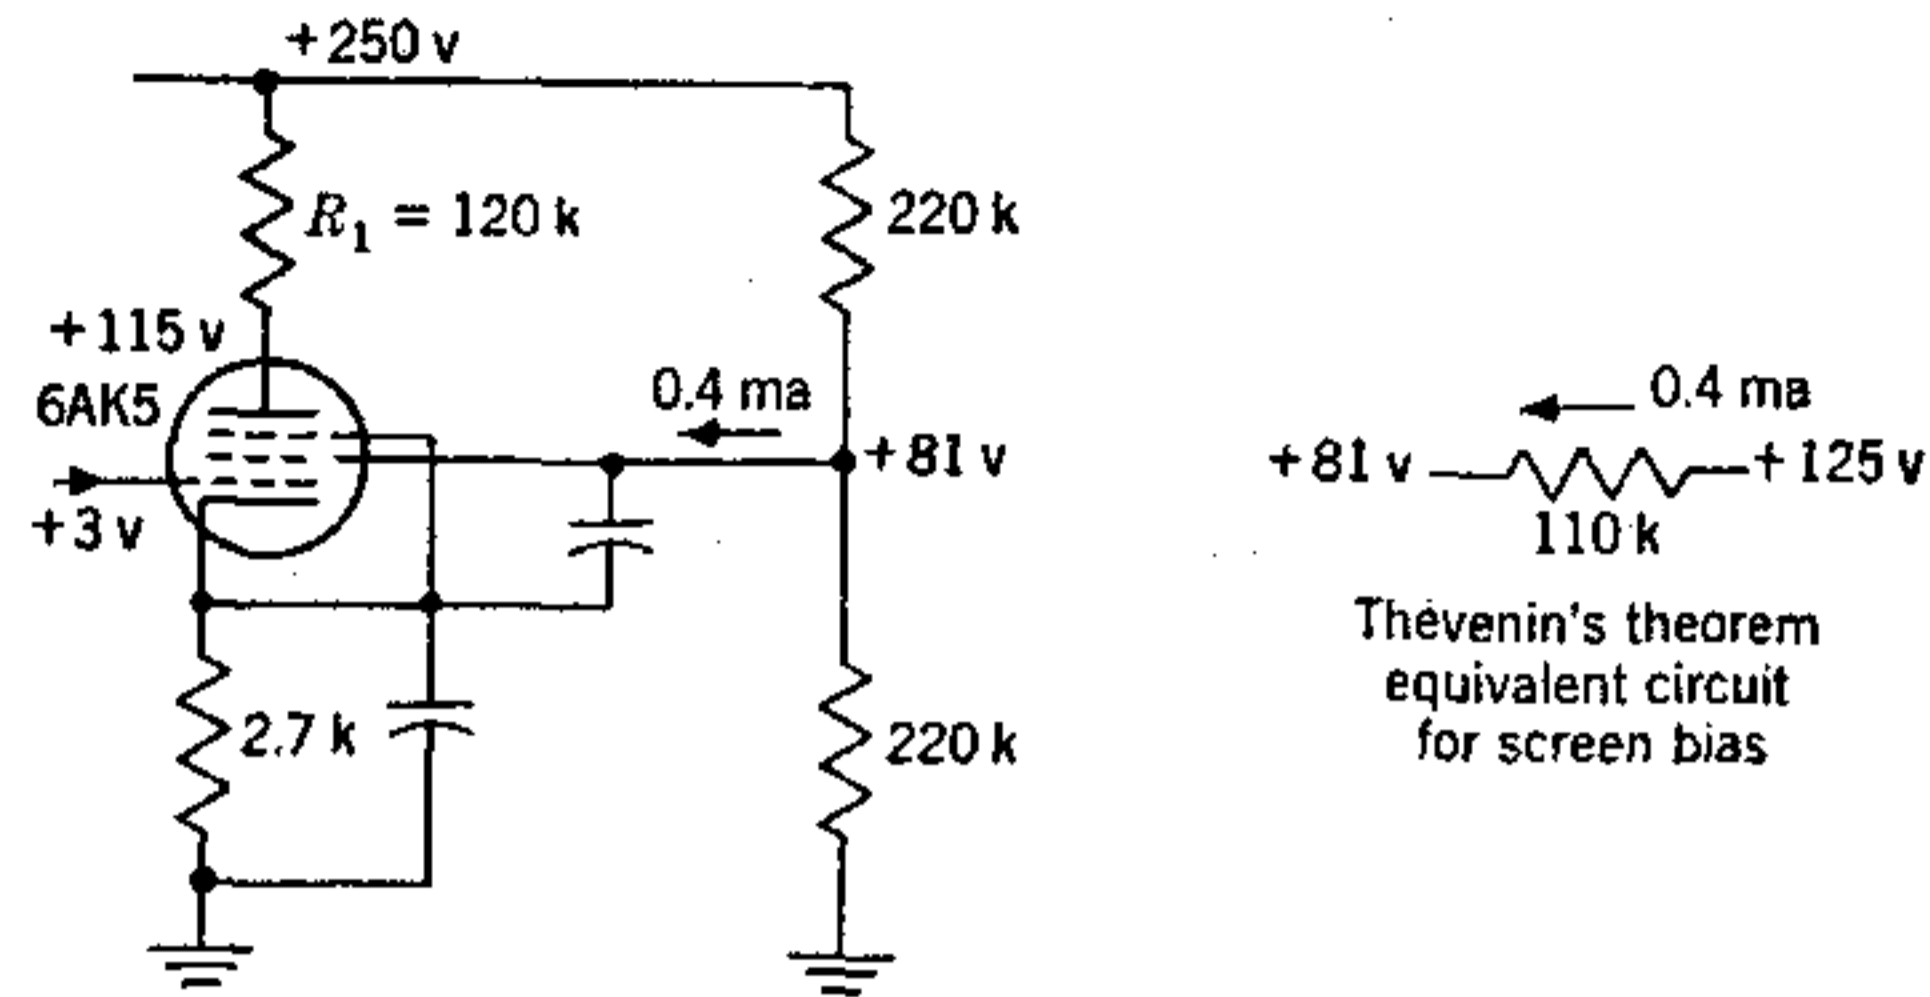 +250 v
R₁ = 120 k
220 k
+115 v
6AK5
0.4 ma
+81 v
+3 v
2.7 k
220 k
0.4 ma
+81 v
+125 v
110 k
Thévenin's theorem
equivalent circuit
for screen bias